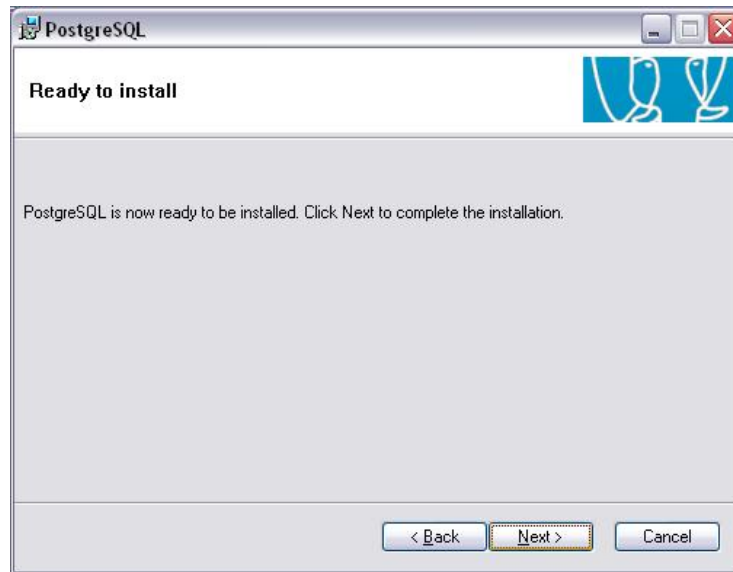 PostgreSQL
Ready to install
PostgreSQL is now ready to be installed. Click Next to complete the installation.
< Back
Next >
Cancel